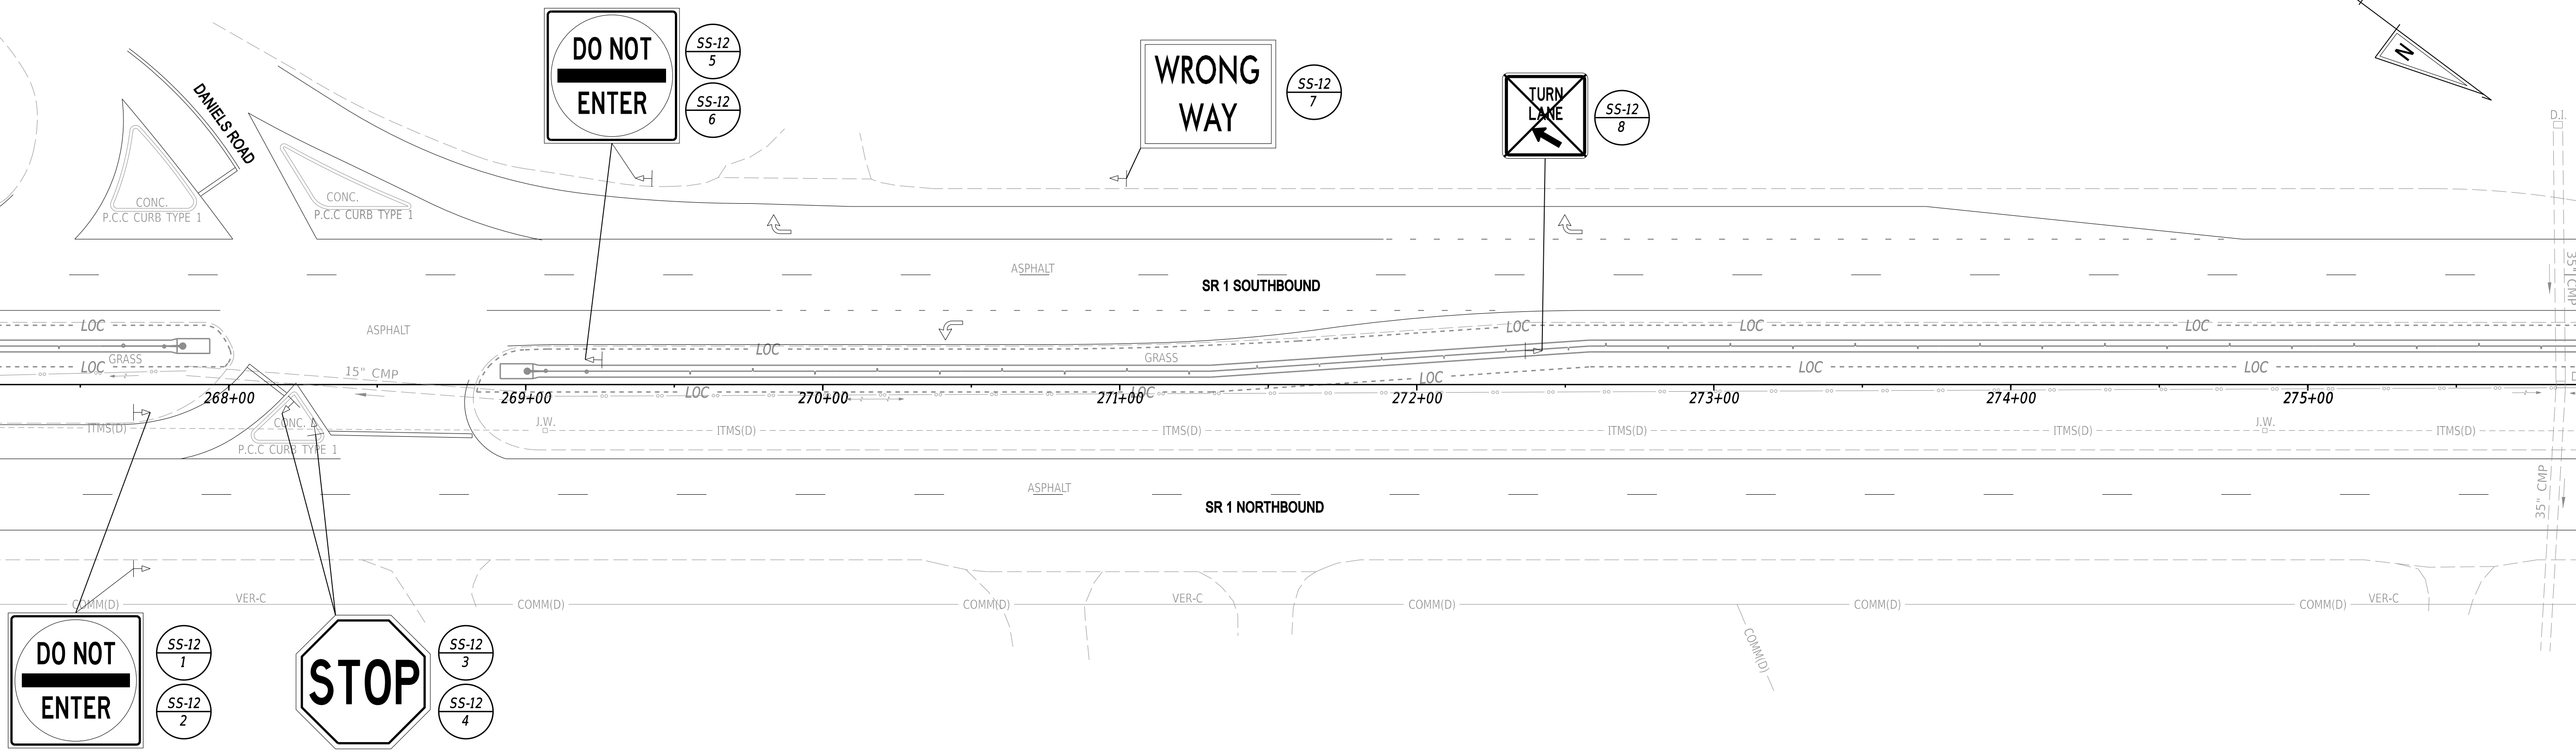 DO NOT
ENTER
SS-12
5
SS-12
6
WRONG
WAY
SS-12
7
TURN
LANE
SS-12
8
N
D.I.
DANIELS ROAD
CONC.
P.C.C CURB TYPE 1
CONC.
P.C.C CURB TYPE 1
ASPHALT
SR 1 SOUTHBOUND
35" CMP
LOC
ASPHALT
LOC
LOC
LOC
LOC
LOC
GRASS
LOC
15" CMP
GRASS
LOC
LOC
LOC
LOC
LOC
268+00
269+00
270+00
271+00
272+00
273+00
274+00
275+00
ITMS(D)
CONC.
P.C.C CURB TYPE 1
J.W.
ITMS(D)
ITMS(D)
ITMS(D)
ITMS(D)
J.W.
ITMS(D)
ASPHALT
SR 1 NORTHBOUND
35" CMP
COMM(D)
VER-C
COMM(D)
COMM(D)
VER-C
COMM(D)
COMM(D)
COMM(D)
VER-C
COMM(D)
DO NOT
ENTER
SS-12
1
SS-12
2
STOP
SS-12
3
SS-12
4